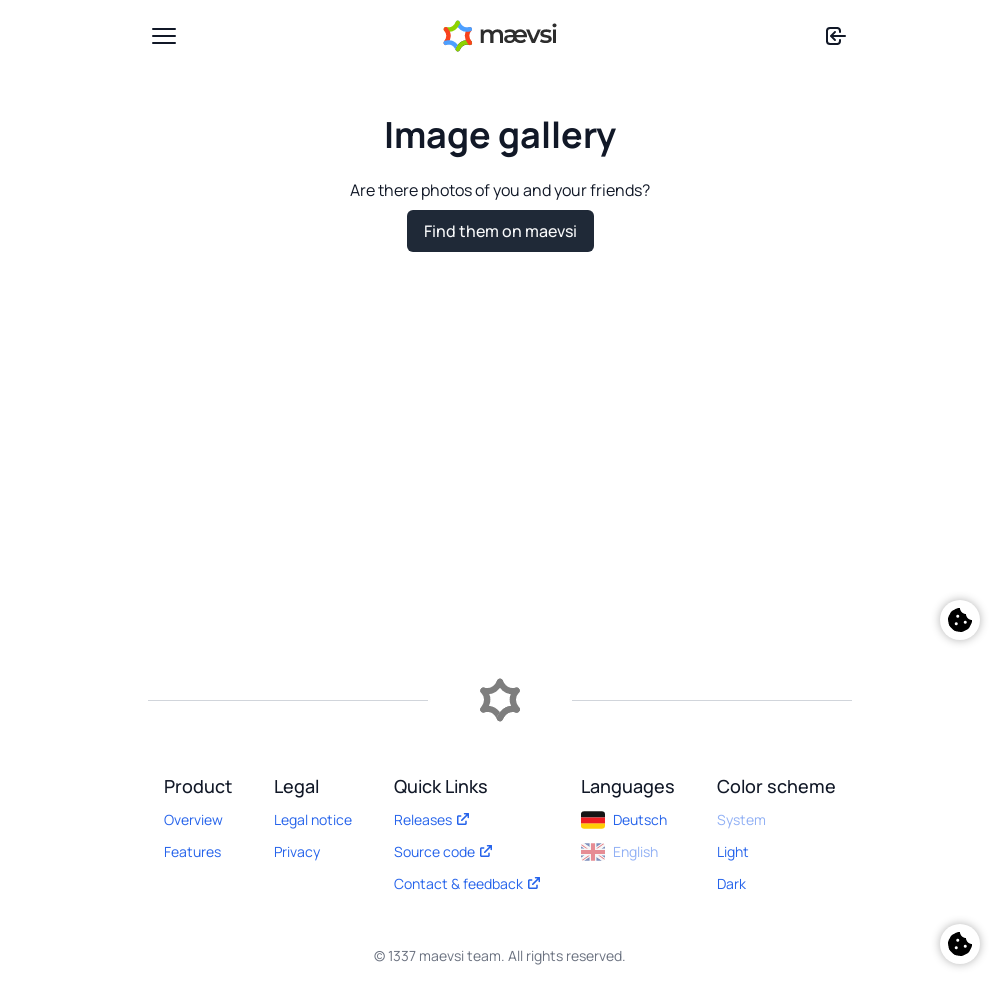 mævsi
Image gallery
Are there photos of you and your friends?
Find them on maevsi
Product
Overview
Features
Legal
Legal notice
Privacy
Quick Links
Releases
Source code
Contact & feedback
Languages
Deutsch
English
Color scheme
System
Light
Dark
© 1337 maevsi team. All rights reserved.